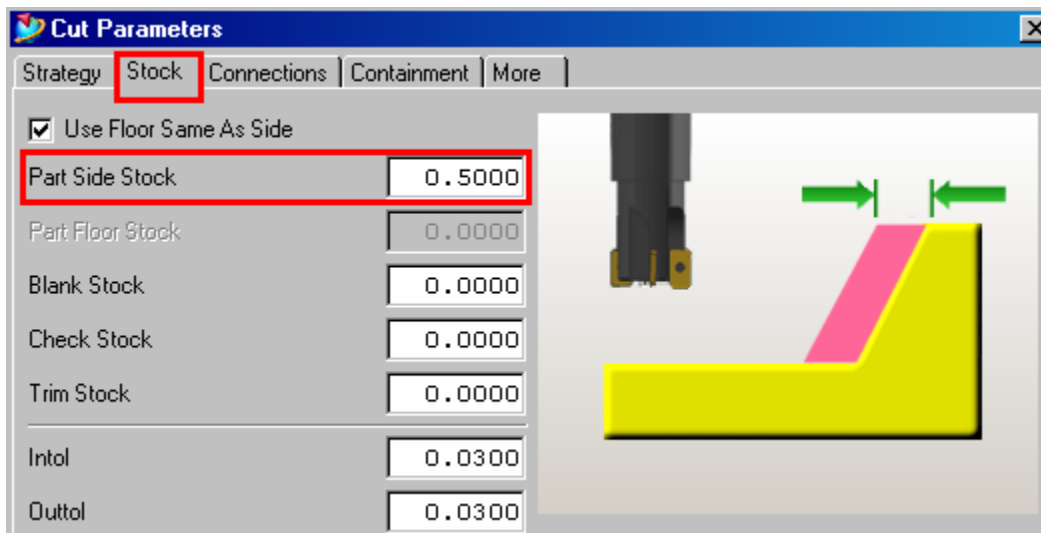 Cut Parameters
Strategy Stock Connections Containment More
Use Floor Same As Side
Part Side Stock 0.5000
Part Floor Stock 0.0000
Blank Stock 0.0000
Check Stock 0.0000
Trim Stock 0.0000
Intol 0.0300
Outtol 0.0300